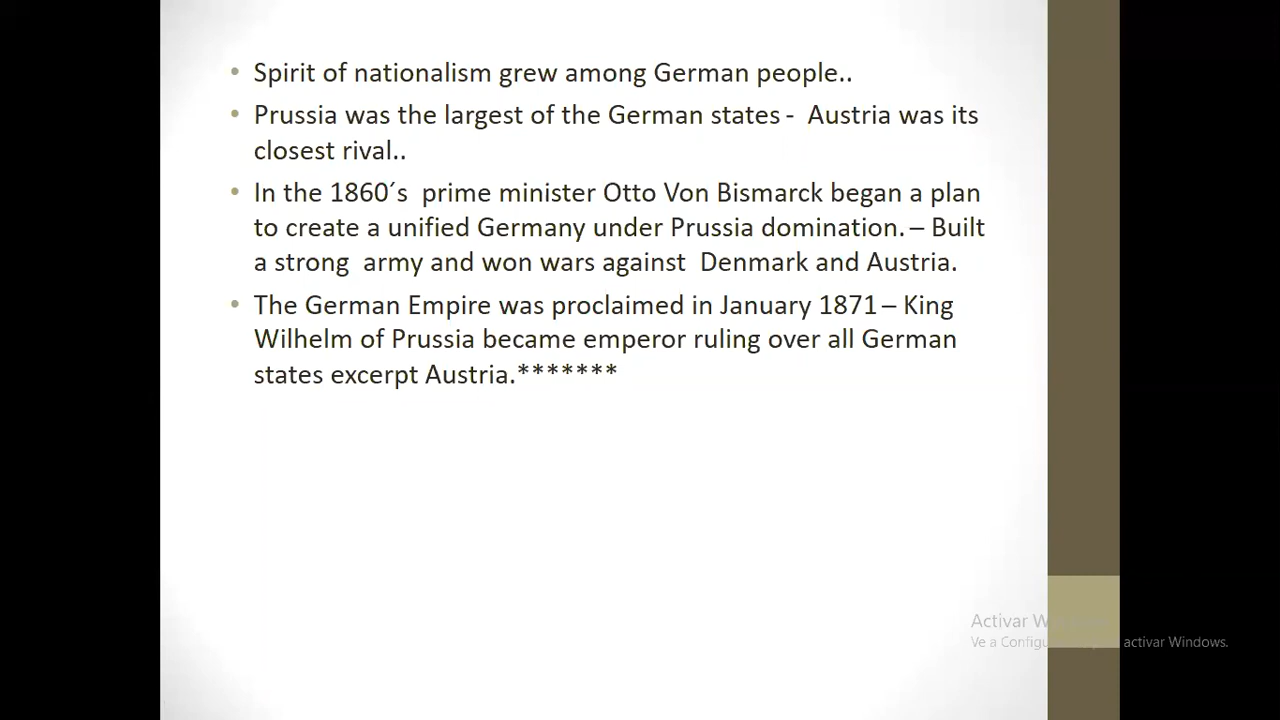 • Spirit of nationalism grew among German people..
• Prussia was the largest of the German states - Austria was its
closest rival..
• In the 1860´s prime minister Otto Von Bismarck began a plan
to create a unified Germany under Prussia domination. – Built
a strong army and won wars against Denmark and Austria.
• The German Empire was proclaimed in January 1871 – King
Wilhelm of Prussia became emperor ruling over all German
states excerpt Austria.*******
Activar
Ve a activar Windows.